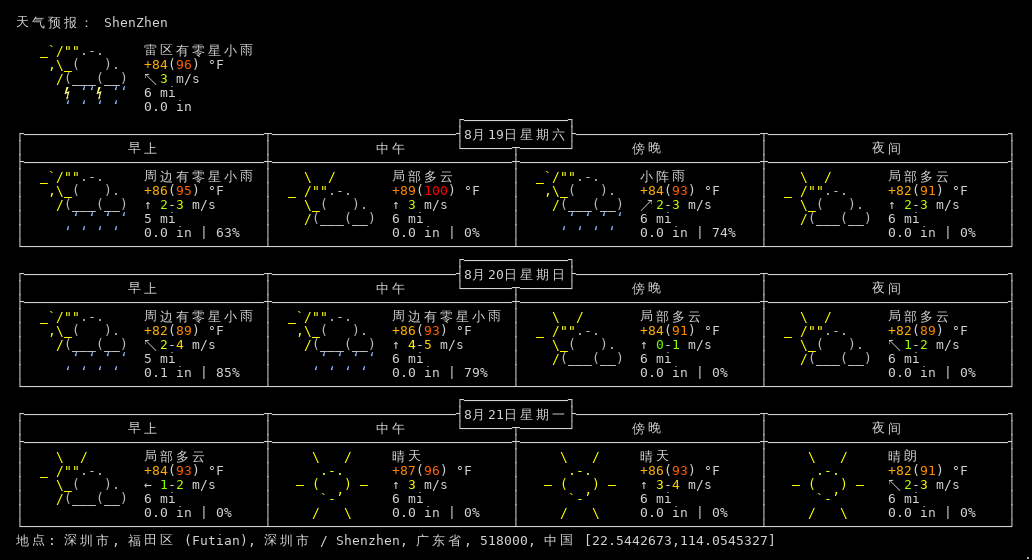 天气预报： ShenZhen
雷区有零星小雨
+84(96) °F
↖ 3 m/s
6 mi
0.0 in
8月19日星期六
早上 中午 傍晚 夜间
周边有零星小雨 局部多云 小阵雨 局部多云
+86(95) °F +89(100) °F +84(93) °F +82(91) °F
↑ 2-3 m/s ↑ 3 m/s ↗ 2-3 m/s ↑ 2-3 m/s
5 mi 6 mi 6 mi 6 mi
0.0 in | 63% 0.0 in | 0% 0.0 in | 74% 0.0 in | 0%
8月20日星期日
早上 中午 傍晚 夜间
周边有零星小雨 周边有零星小雨 局部多云 局部多云
+82(89) °F +86(93) °F +84(91) °F +82(89) °F
↖ 2-4 m/s ↑ 4-5 m/s ↑ 0-1 m/s ↖ 1-2 m/s
5 mi 6 mi 6 mi 6 mi
0.1 in | 85% 0.0 in | 79% 0.0 in | 0% 0.0 in | 0%
8月21日星期一
早上 中午 傍晚 夜间
局部多云 晴天 晴天 晴朗
+84(93) °F +87(96) °F +86(93) °F +82(91) °F
← 1-2 m/s ↑ 3 m/s ↑ 3-4 m/s ↖ 2-3 m/s
6 mi 6 mi 6 mi 6 mi
0.0 in | 0% 0.0 in | 0% 0.0 in | 0% 0.0 in | 0%
地点: 深圳市, 福田区 (Futian), 深圳市 / Shenzhen, 广东省, 518000, 中国 [22.5442673,114.0545327]